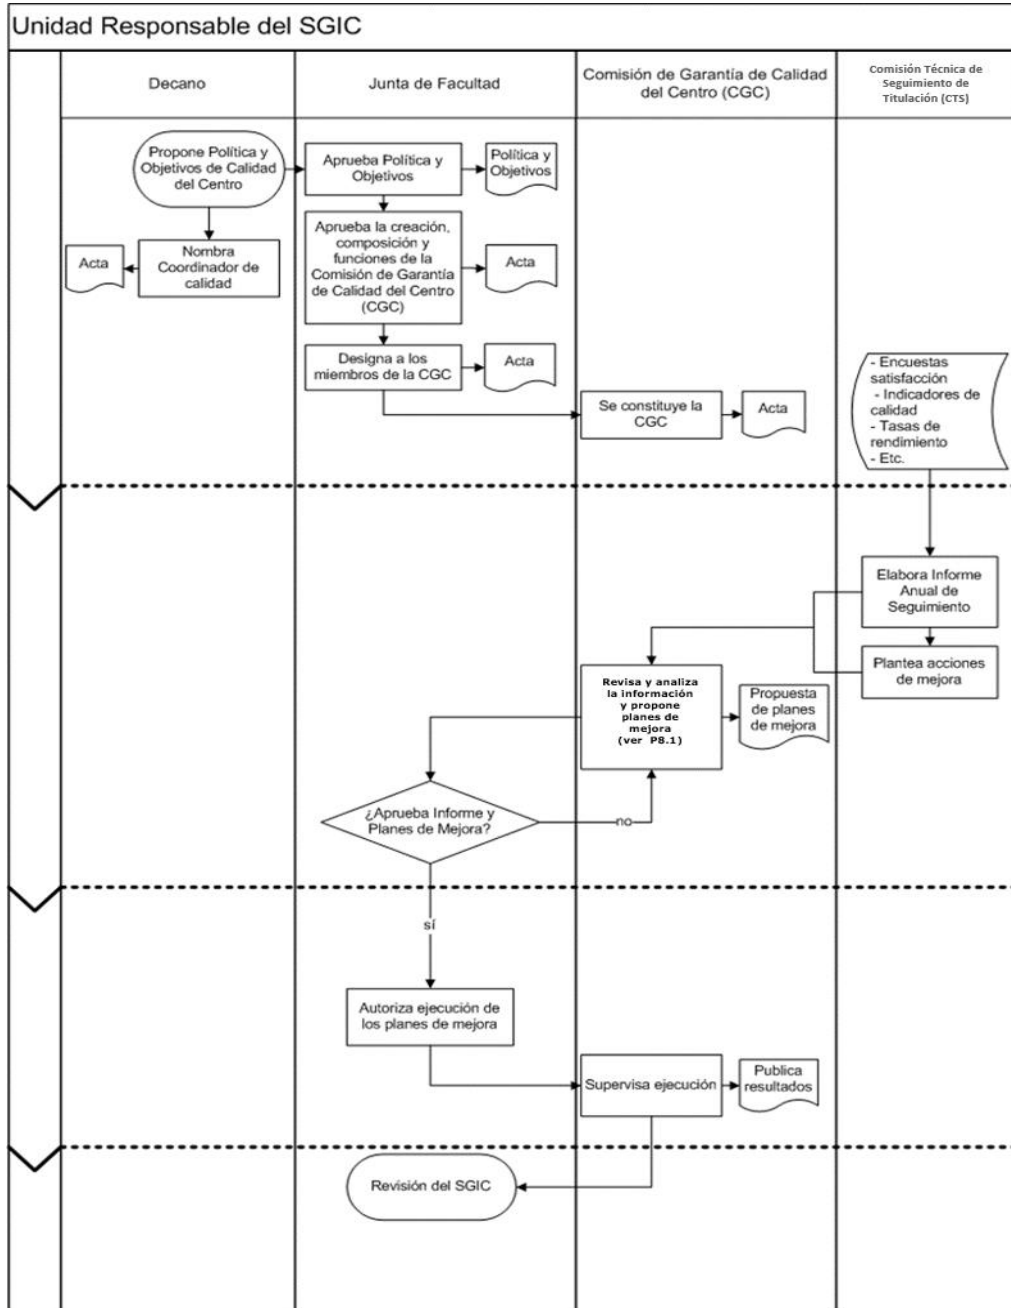 Unidad Responsable del SGIC
Decano
Junta de Facultad
Comisión de Garantía de Calidad
del Centro (CGC)
Comisión Técnica de
Seguimiento de
Titulación (CTS)
Propone Política y
Objetivos de Calidad
del Centro
Aprueba Política y
Objetivos
Política y
Objetivos
Acta
Nombra
Coordinador de
calidad
Aprueba la creación,
composición y
funciones de la
Comisión de Garantía
de Calidad del Centro
(CGC)
Acta
Designa a los
miembros de la CGC
Acta
Se constituye la
CGC
Acta
- Encuestas
satisfacción
- Indicadores de
calidad
- Tasas de
rendimiento
- Etc.
Elabora Informe
Anual de
Seguimiento
Plantea acciones
de mejora
Revisa y analiza
la información
y propone
planes de
mejora
(ver P8.1)
Propuesta
de planes
de mejora
¿Aprueba Informe y
Planes de Mejora?
no
sí
Autoriza ejecución de
los planes de mejora
Supervisa ejecución
Publica
resultados
Revisión del SGIC